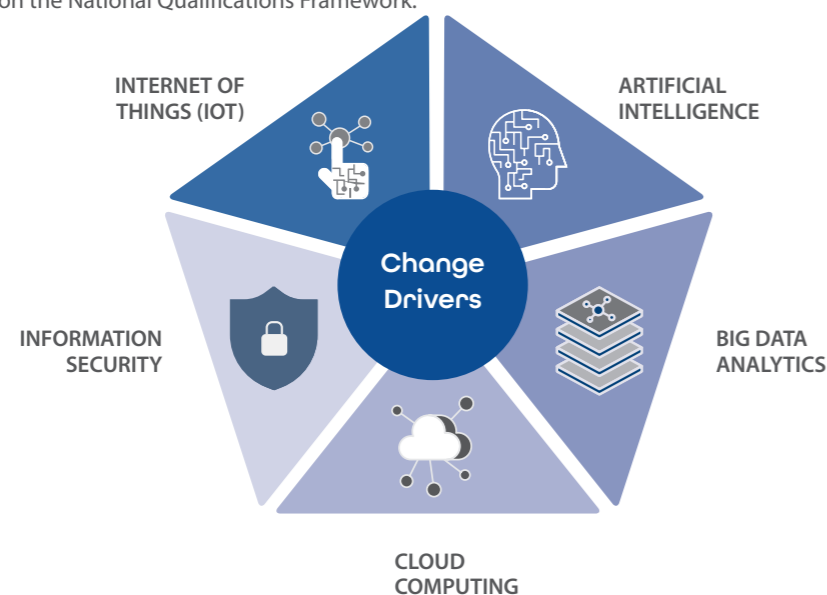 on the National Qualifications Framework.
INTERNET OF
THINGS (IOT)
ARTIFICIAL
INTELLIGENCE
Change
Drivers
INFORMATION
SECURITY
BIG DATA
ANALYTICS
CLOUD
COMPUTING